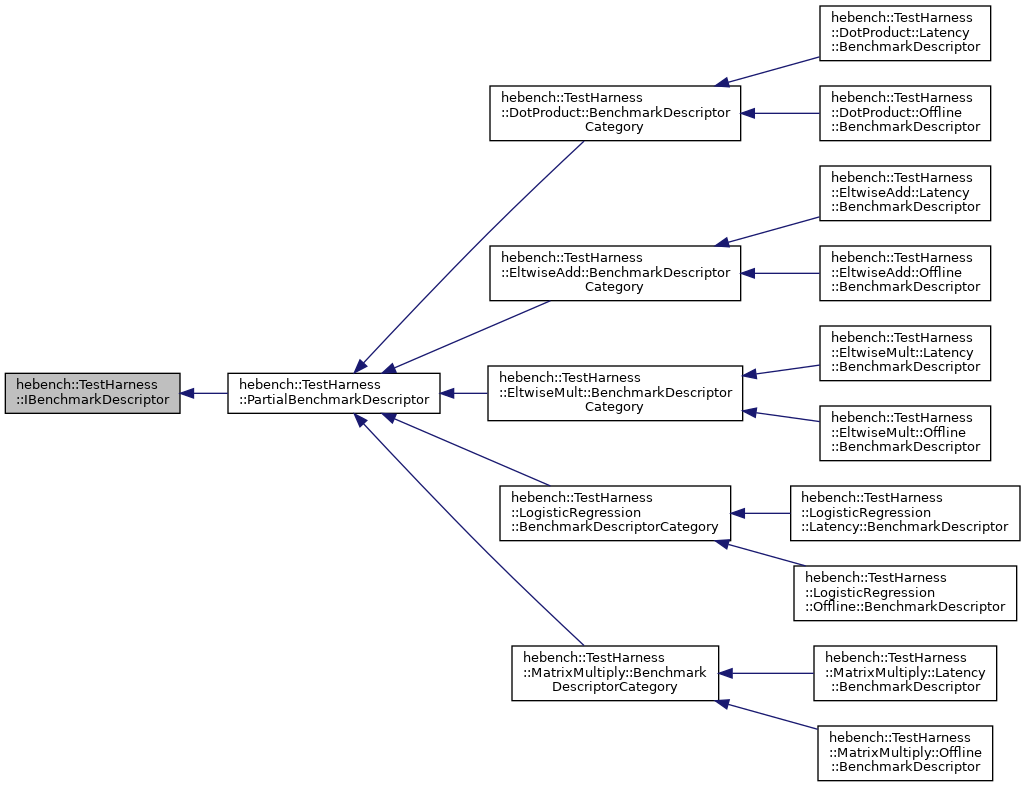 hebench::TestHarness
::IBenchmarkDescriptor
hebench::TestHarness
::PartialBenchmarkDescriptor
hebench::TestHarness
::DotProduct::BenchmarkDescriptor
Category
hebench::TestHarness
::DotProduct::Latency
::BenchmarkDescriptor
hebench::TestHarness
::DotProduct::Offline
::BenchmarkDescriptor
hebench::TestHarness
::EltwiseAdd::BenchmarkDescriptor
Category
hebench::TestHarness
::EltwiseAdd::Latency
::BenchmarkDescriptor
hebench::TestHarness
::EltwiseAdd::Offline
::BenchmarkDescriptor
hebench::TestHarness
::EltwiseMult::BenchmarkDescriptor
Category
hebench::TestHarness
::EltwiseMult::Latency
::BenchmarkDescriptor
hebench::TestHarness
::EltwiseMult::Offline
::BenchmarkDescriptor
hebench::TestHarness
::LogisticRegression
::BenchmarkDescriptorCategory
hebench::TestHarness
::LogisticRegression
::Latency::BenchmarkDescriptor
hebench::TestHarness
::LogisticRegression
::Offline::BenchmarkDescriptor
hebench::TestHarness
::MatrixMultiply::Benchmark
DescriptorCategory
hebench::TestHarness
::MatrixMultiply::Latency
::BenchmarkDescriptor
hebench::TestHarness
::MatrixMultiply::Offline
::BenchmarkDescriptor